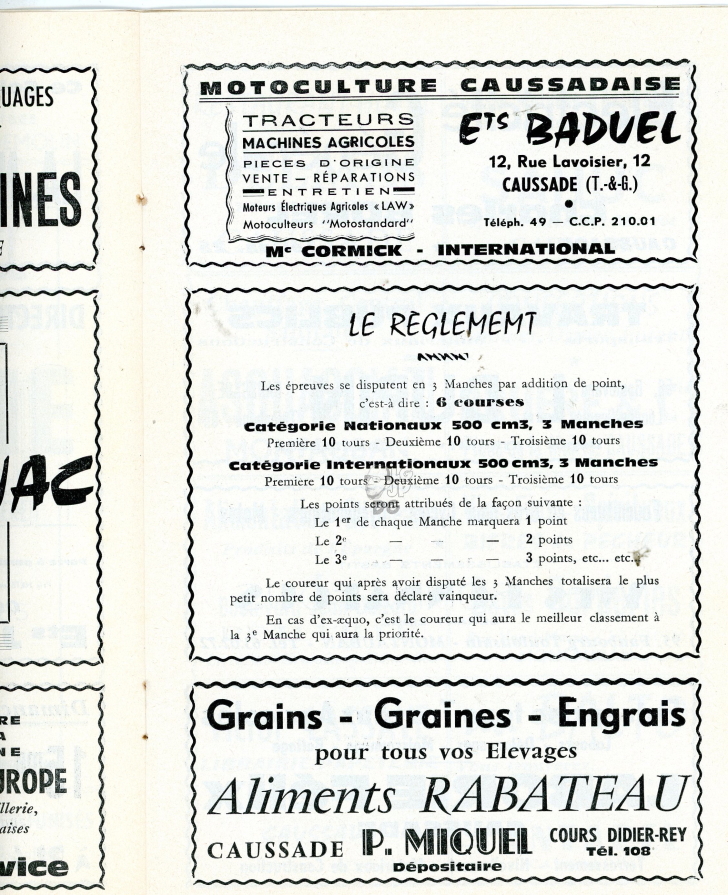 UAGES
INES
E
NAC
RE
A
NE
UROPE
llerie,
aises
vice
MOTOCULTURE CAUSSADAISE
TRACTEURS
MACHINES AGRICOLES
PIECES D'ORIGINE
VENTE — RÉPARATIONS
ENTRETIEN
Moteurs Électriques Agricoles « LAW »
Motoculteurs "Motostandard"
ETS BADUEL
12, Rue Lavoisier, 12
CAUSSADE (T.-&-G.)
Téléph. 49 — C.C.P. 210.01
Mc CORMICK - INTERNATIONAL
LE RÈGLEMEMT
Les épreuves se disputent en 3 Manches par addition de point,
c'est-à dire : 6 courses
Catégorie Nationaux 500 cm3, 3 Manches
Première 10 tours - Deuxième 10 tours - Troisième 10 tours
Catégorie Internationaux 500 cm3, 3 Manches
Premiere 10 tours - Deuxième 10 tours - Troisième 10 tours
Les points seront attribués de la façon suivante :
Le 1er de chaque Manche marquera 1 point
Le 2e — — 2 points
Le 3e — — 3 points, etc... etc..
Le coureur qui après avoir disputé les 3 Manches totalisera le plus
petit nombre de points sera déclaré vainqueur.
En cas d'ex-æquo, c'est le coureur qui aura le meilleur classement à
la 3e Manche qui aura la priorité.
Grains - Graines - Engrais
pour tous vos Elevages
Aliments RABATEAU
CAUSSADE P. MIQUEL COURS DIDIER-REY
Dépositaire Tél. 108